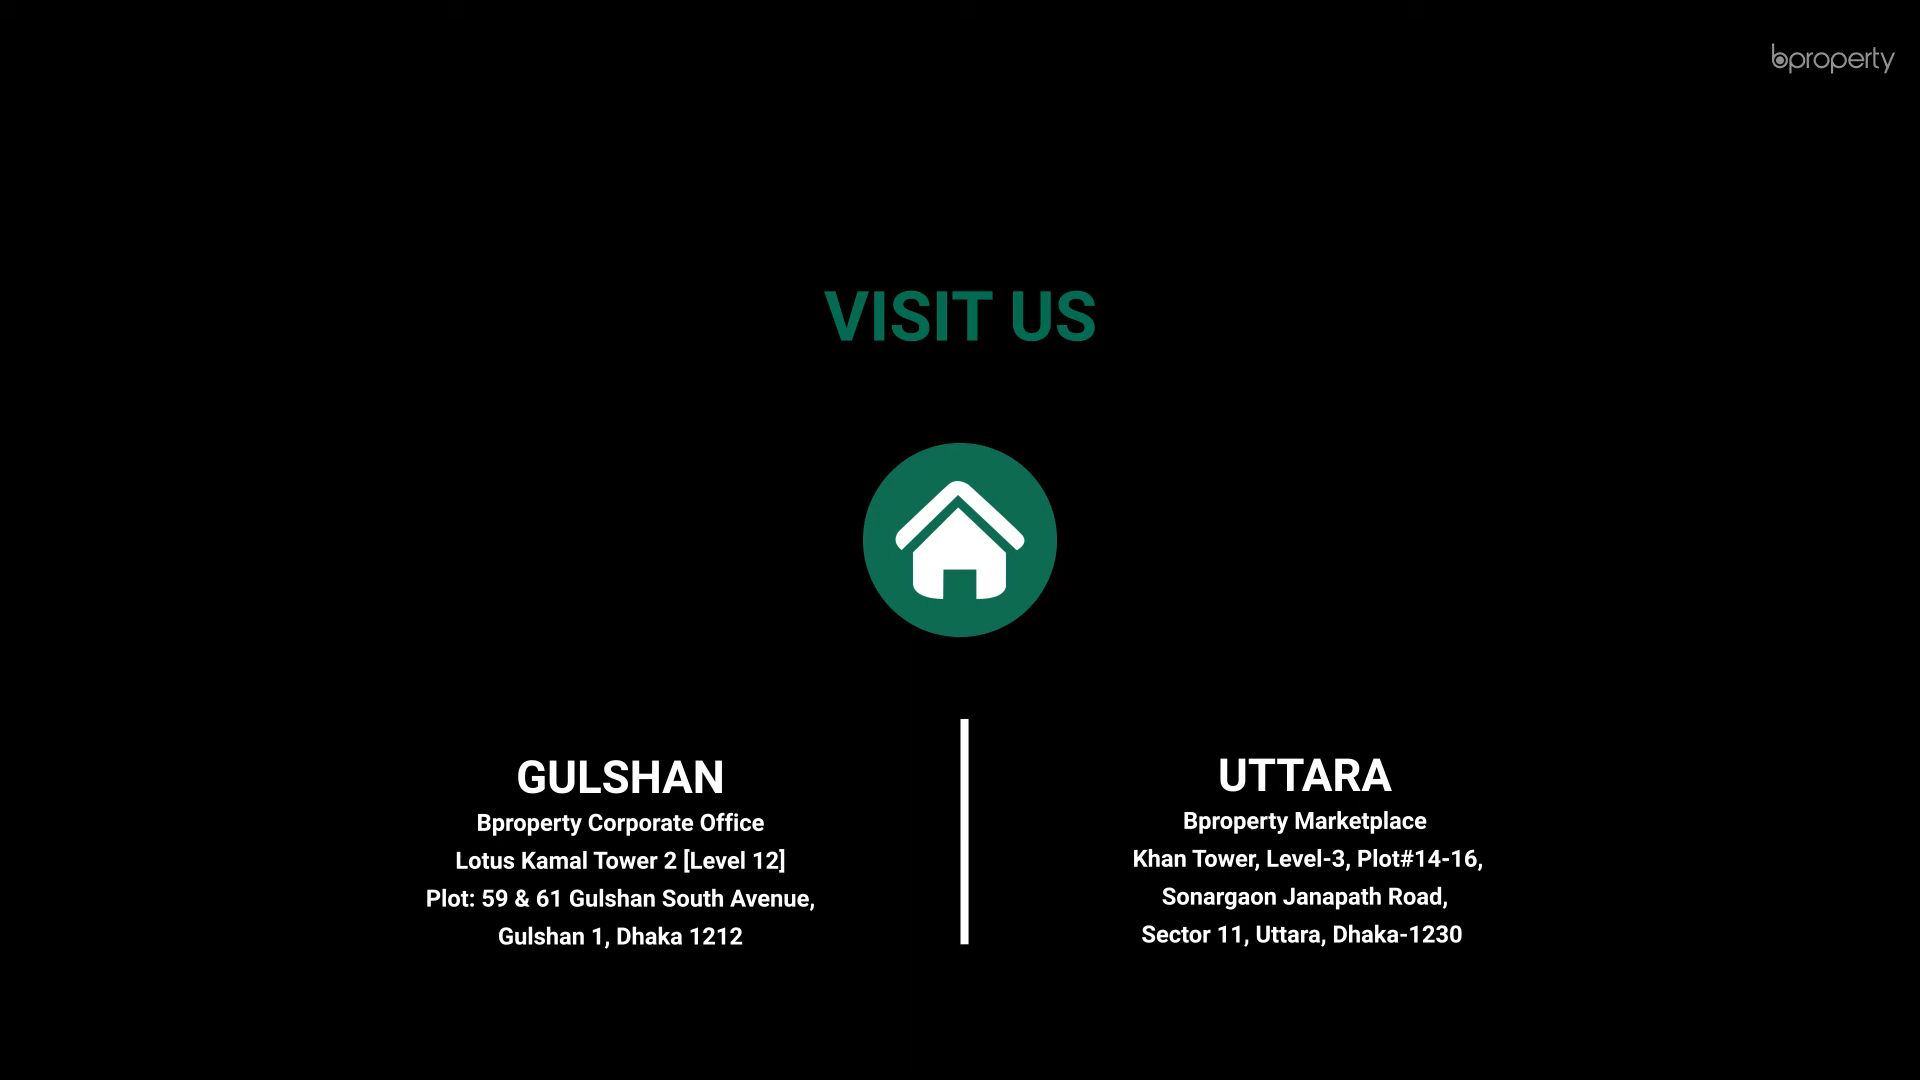 bproperty
VISIT US
GULSHAN
Bproperty Corporate Office
Lotus Kamal Tower 2 [Level 12]
Plot: 59 & 61 Gulshan South Avenue,
Gulshan 1, Dhaka 1212
UTTARA
Bproperty Marketplace
Khan Tower, Level-3, Plot#14-16,
Sonargaon Janapath Road,
Sector 11, Uttara, Dhaka-1230